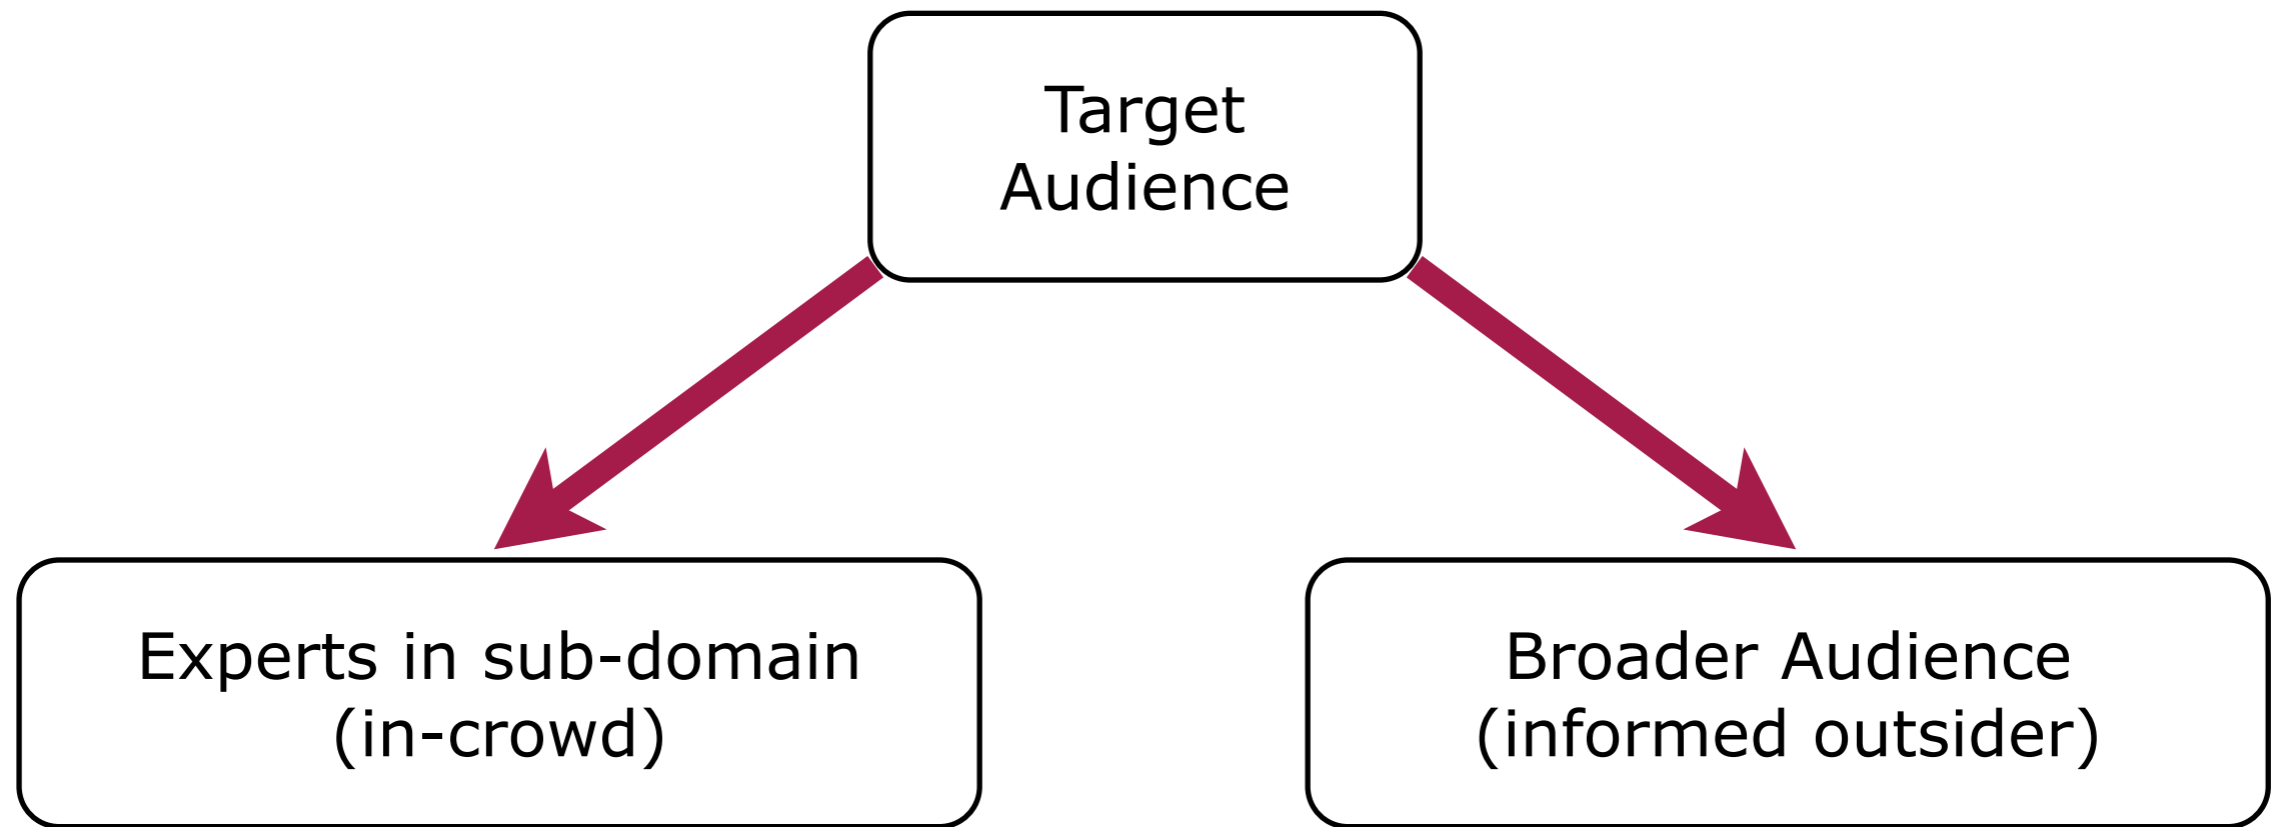 Target
Audience
Experts in sub-domain
(in-crowd)
Broader Audience
(informed outsider)